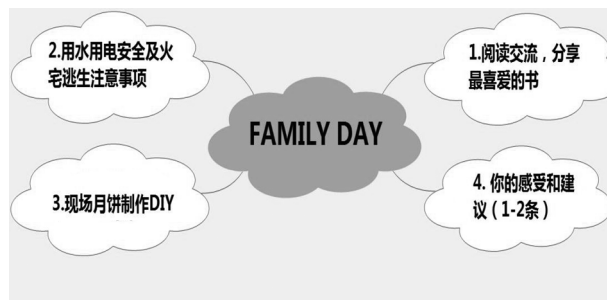 FAMILY DAY
1.阅读交流，分享
最喜爱的书
2.用水用电安全及火
宅逃生注意事项
3.现场月饼制作DIY
4. 你的感受和建
议（1-2条）